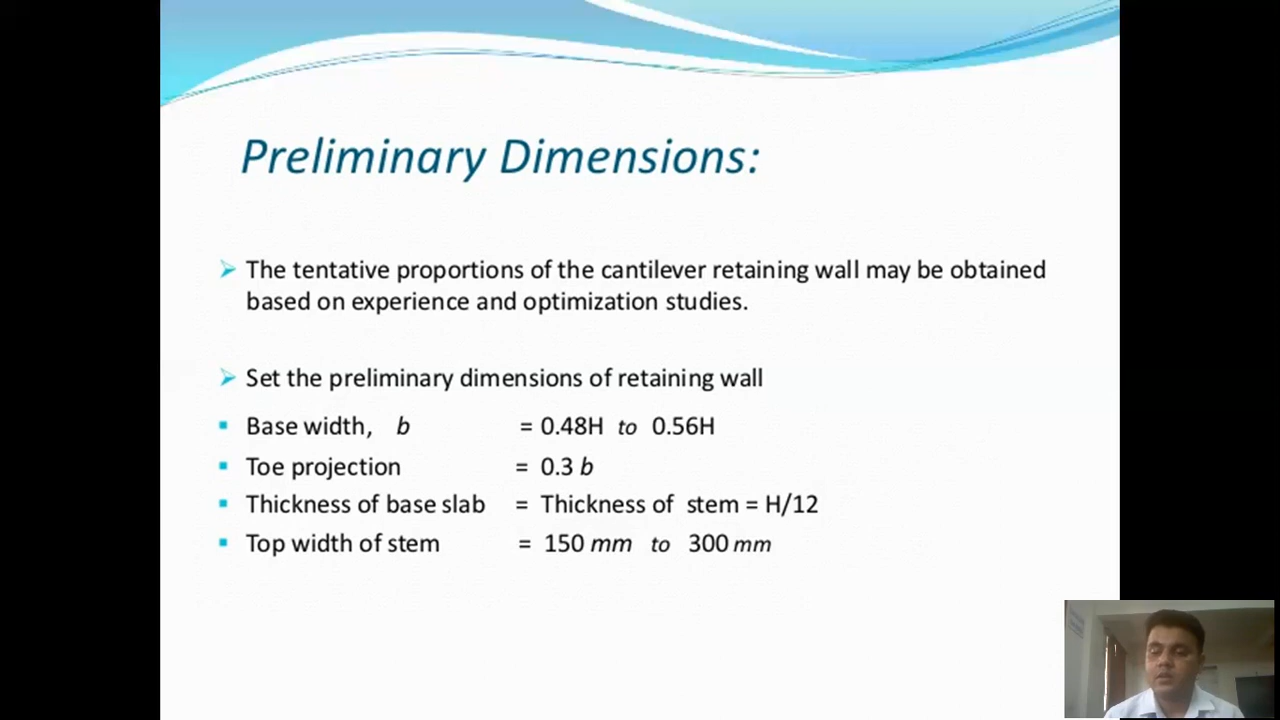 Preliminary Dimensions:
The tentative proportions of the cantilever retaining wall may be obtained
based on experience and optimization studies.
Set the preliminary dimensions of retaining wall
Base width, b = 0.48H to 0.56H
Toe projection = 0.3 b
Thickness of base slab = Thickness of stem = H/12
Top width of stem = 150 mm to 300 mm